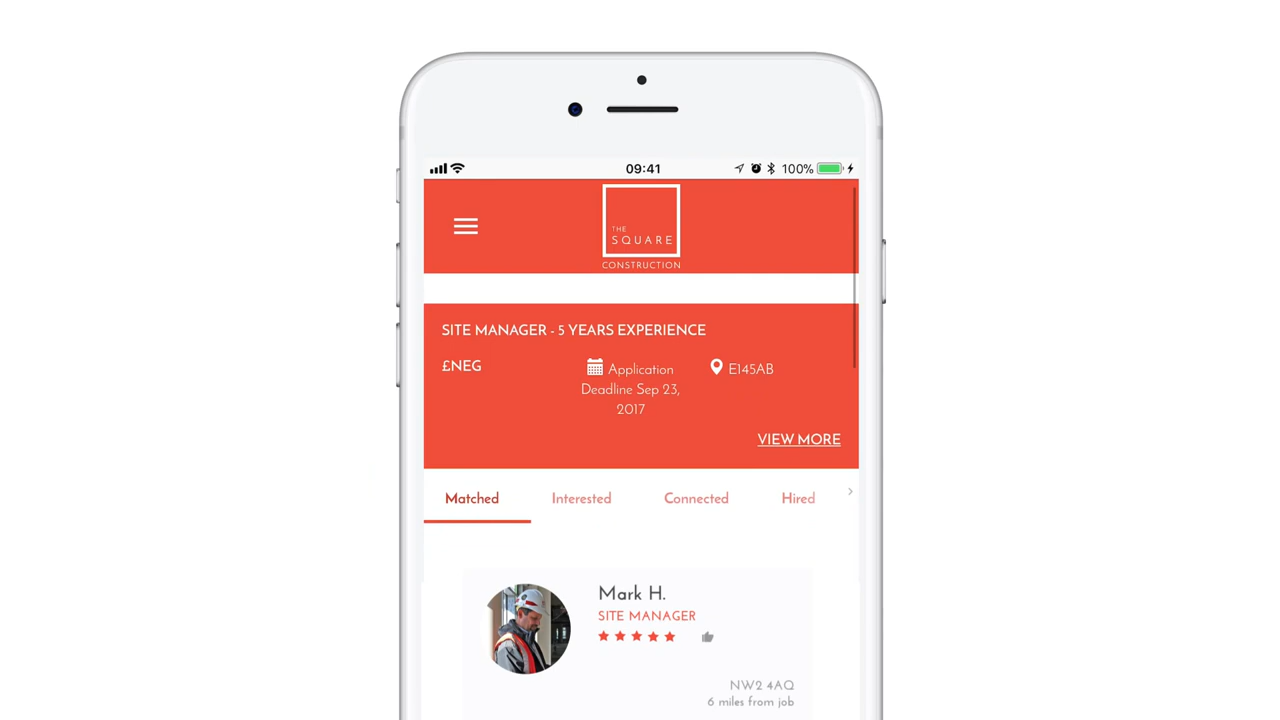 09:41
100%
THE
SQUARE
CONSTRUCTION
SITE MANAGER - 5 YEARS EXPERIENCE
£NEG
Application
Deadline Sep 23,
2017
E145AB
VIEW MORE
Matched
Interested
Connected
Hired
Mark H.
SITE MANAGER
NW2 4AQ
6 miles from job